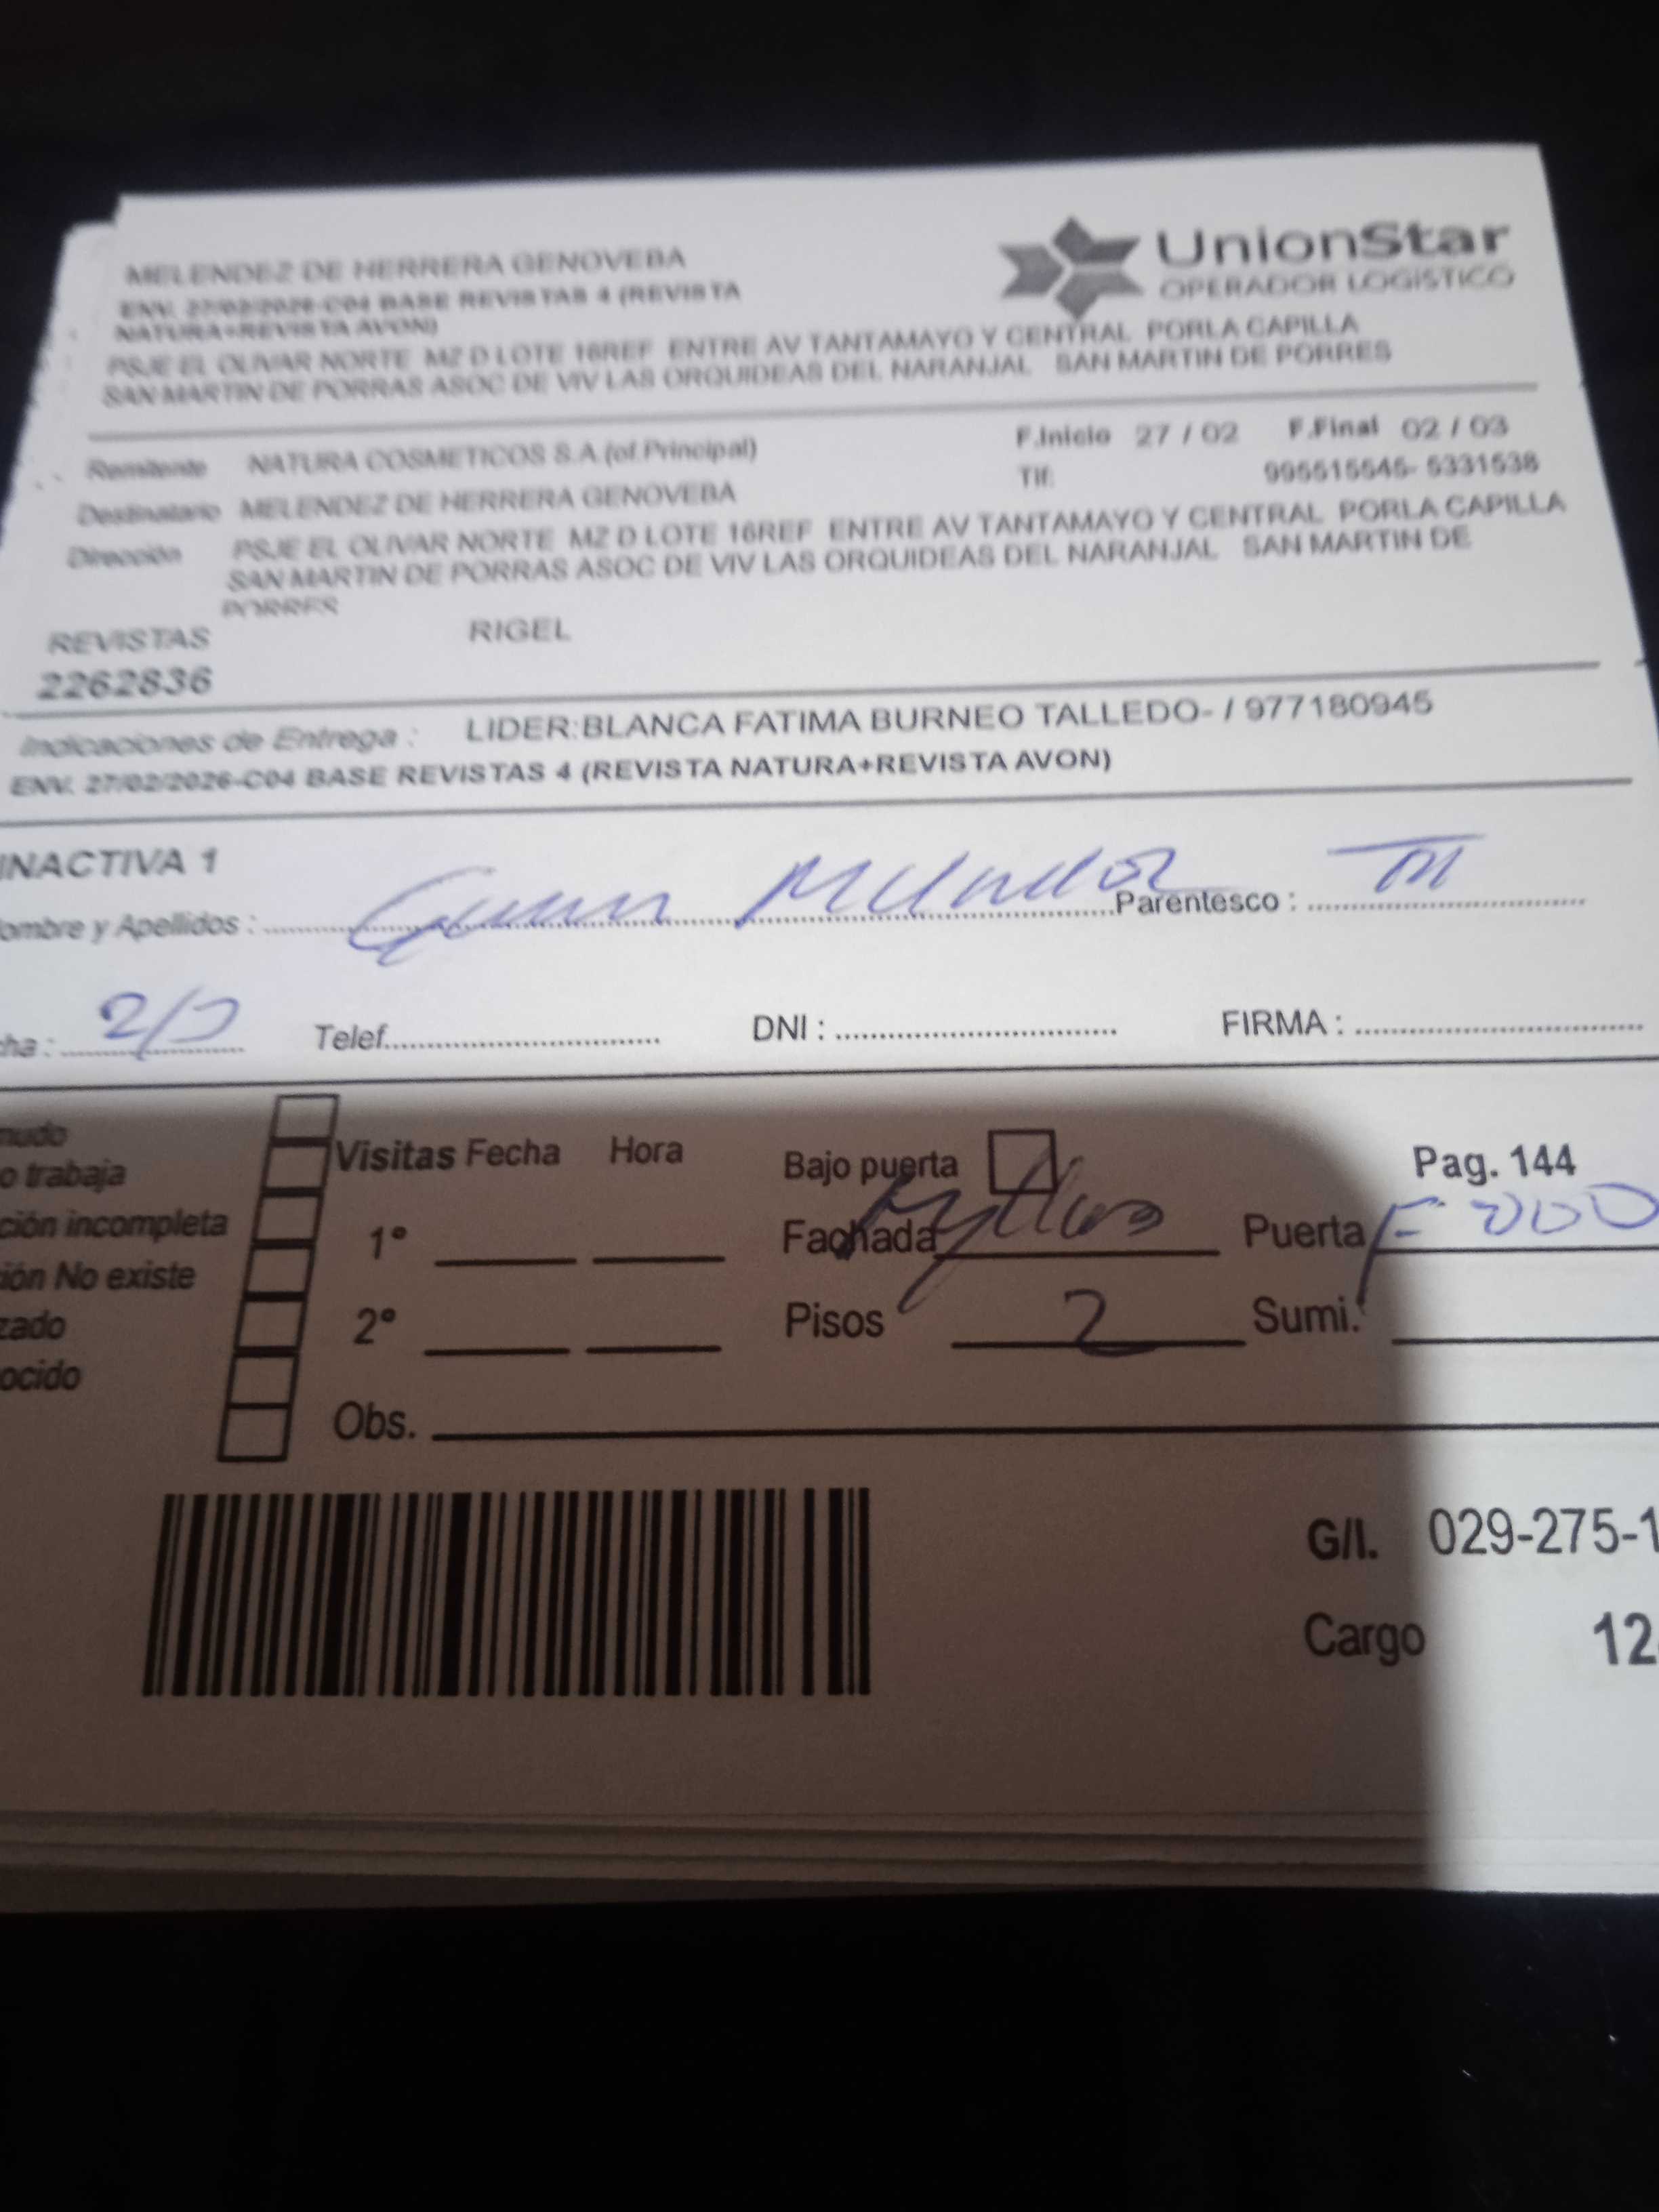 MELENDEZ DE HERRERA GENOVEBA
UnionStar
OPERADOR LOGÍSTICO
ENV. 27/02/2026-C04 BASE REVISTAS 4 (REVISTA
NATURA+REVISTA AVON)
PSJE EL OLIVAR NORTE MZ D LOTE 16REF ENTRE AV TANTAMAYO Y CENTRAL PORLA CAPILLA
SAN MARTIN DE PORRAS ASOC DE VIV LAS ORQUIDEAS DEL NARANJAL SAN MARTIN DE PORRES
Remitente NATURA COSMETICOS S.A (of.Principal) F.Inicio 27 / 02 F.Final 02 / 03
Destinatario MELENDEZ DE HERRERA GENOVEBA Tlf: 995515545- 5331538
Dirección PSJE EL OLIVAR NORTE MZ D LOTE 16REF ENTRE AV TANTAMAYO Y CENTRAL PORLA CAPILLA
SAN MARTIN DE PORRAS ASOC DE VIV LAS ORQUIDEAS DEL NARANJAL SAN MARTIN DE
PORRES
REVISTAS RIGEL
2262836
Indicaciones de Entrega : LIDER:BLANCA FATIMA BURNEO TALLEDO- / 977180945
ENV. 27/02/2026-C04 BASE REVISTAS 4 (REVISTA NATURA+REVISTA AVON)
INACTIVA 1
ombre y Apellidos : Parentesco :
ha : Telef. DNI : FIRMA :
mudo
o trabaja Visitas Fecha Hora Bajo puerta Pag. 144
ción incompleta 1° Fachada Puerta
ión No existe
zado 2° Pisos 2 Sumi.
ocido
Obs.
G/I. 029-275-1
Cargo 12